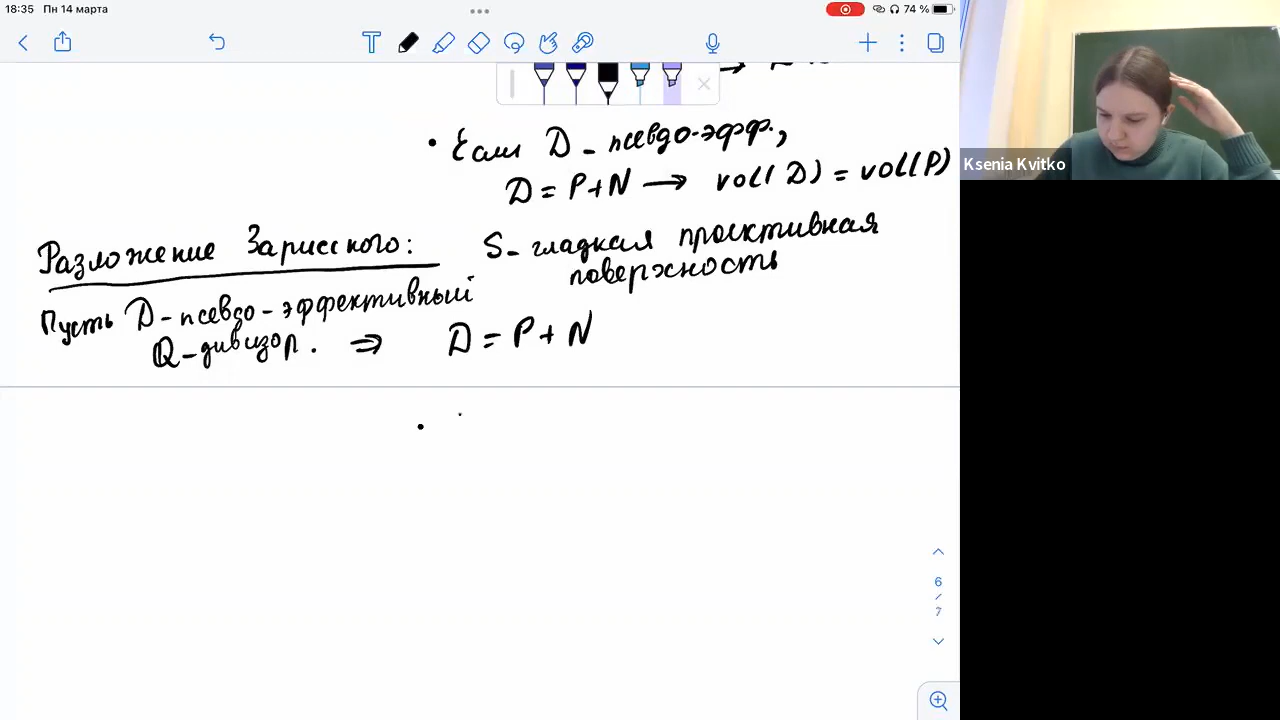 18:35 Пн 14 марта
74 %
• Если D - псевдо-эфф.,
D = P + N → vol(D) = vol(P)
Разложение Зарисского: S - гладкая проективная
поверхность
Пусть D - псевдо-эффективный
Q - дивизор. ⇒ D = P + N
•
6
/
7
Ksenia Kvitko